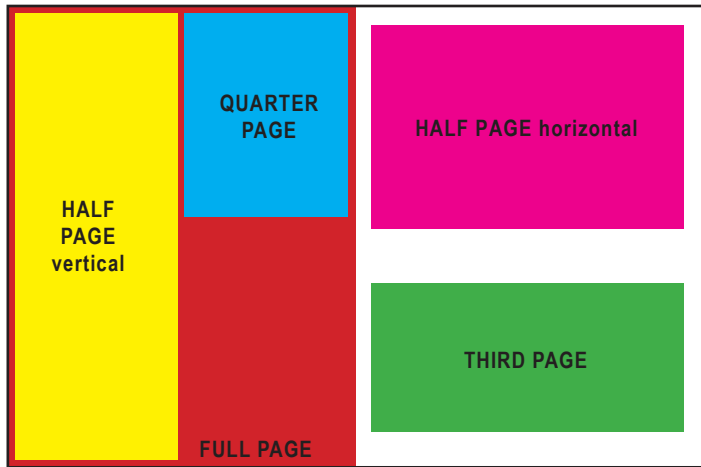 QUARTER
PAGE
HALF PAGE horizontal
HALF
PAGE
vertical
THIRD PAGE
FULL PAGE